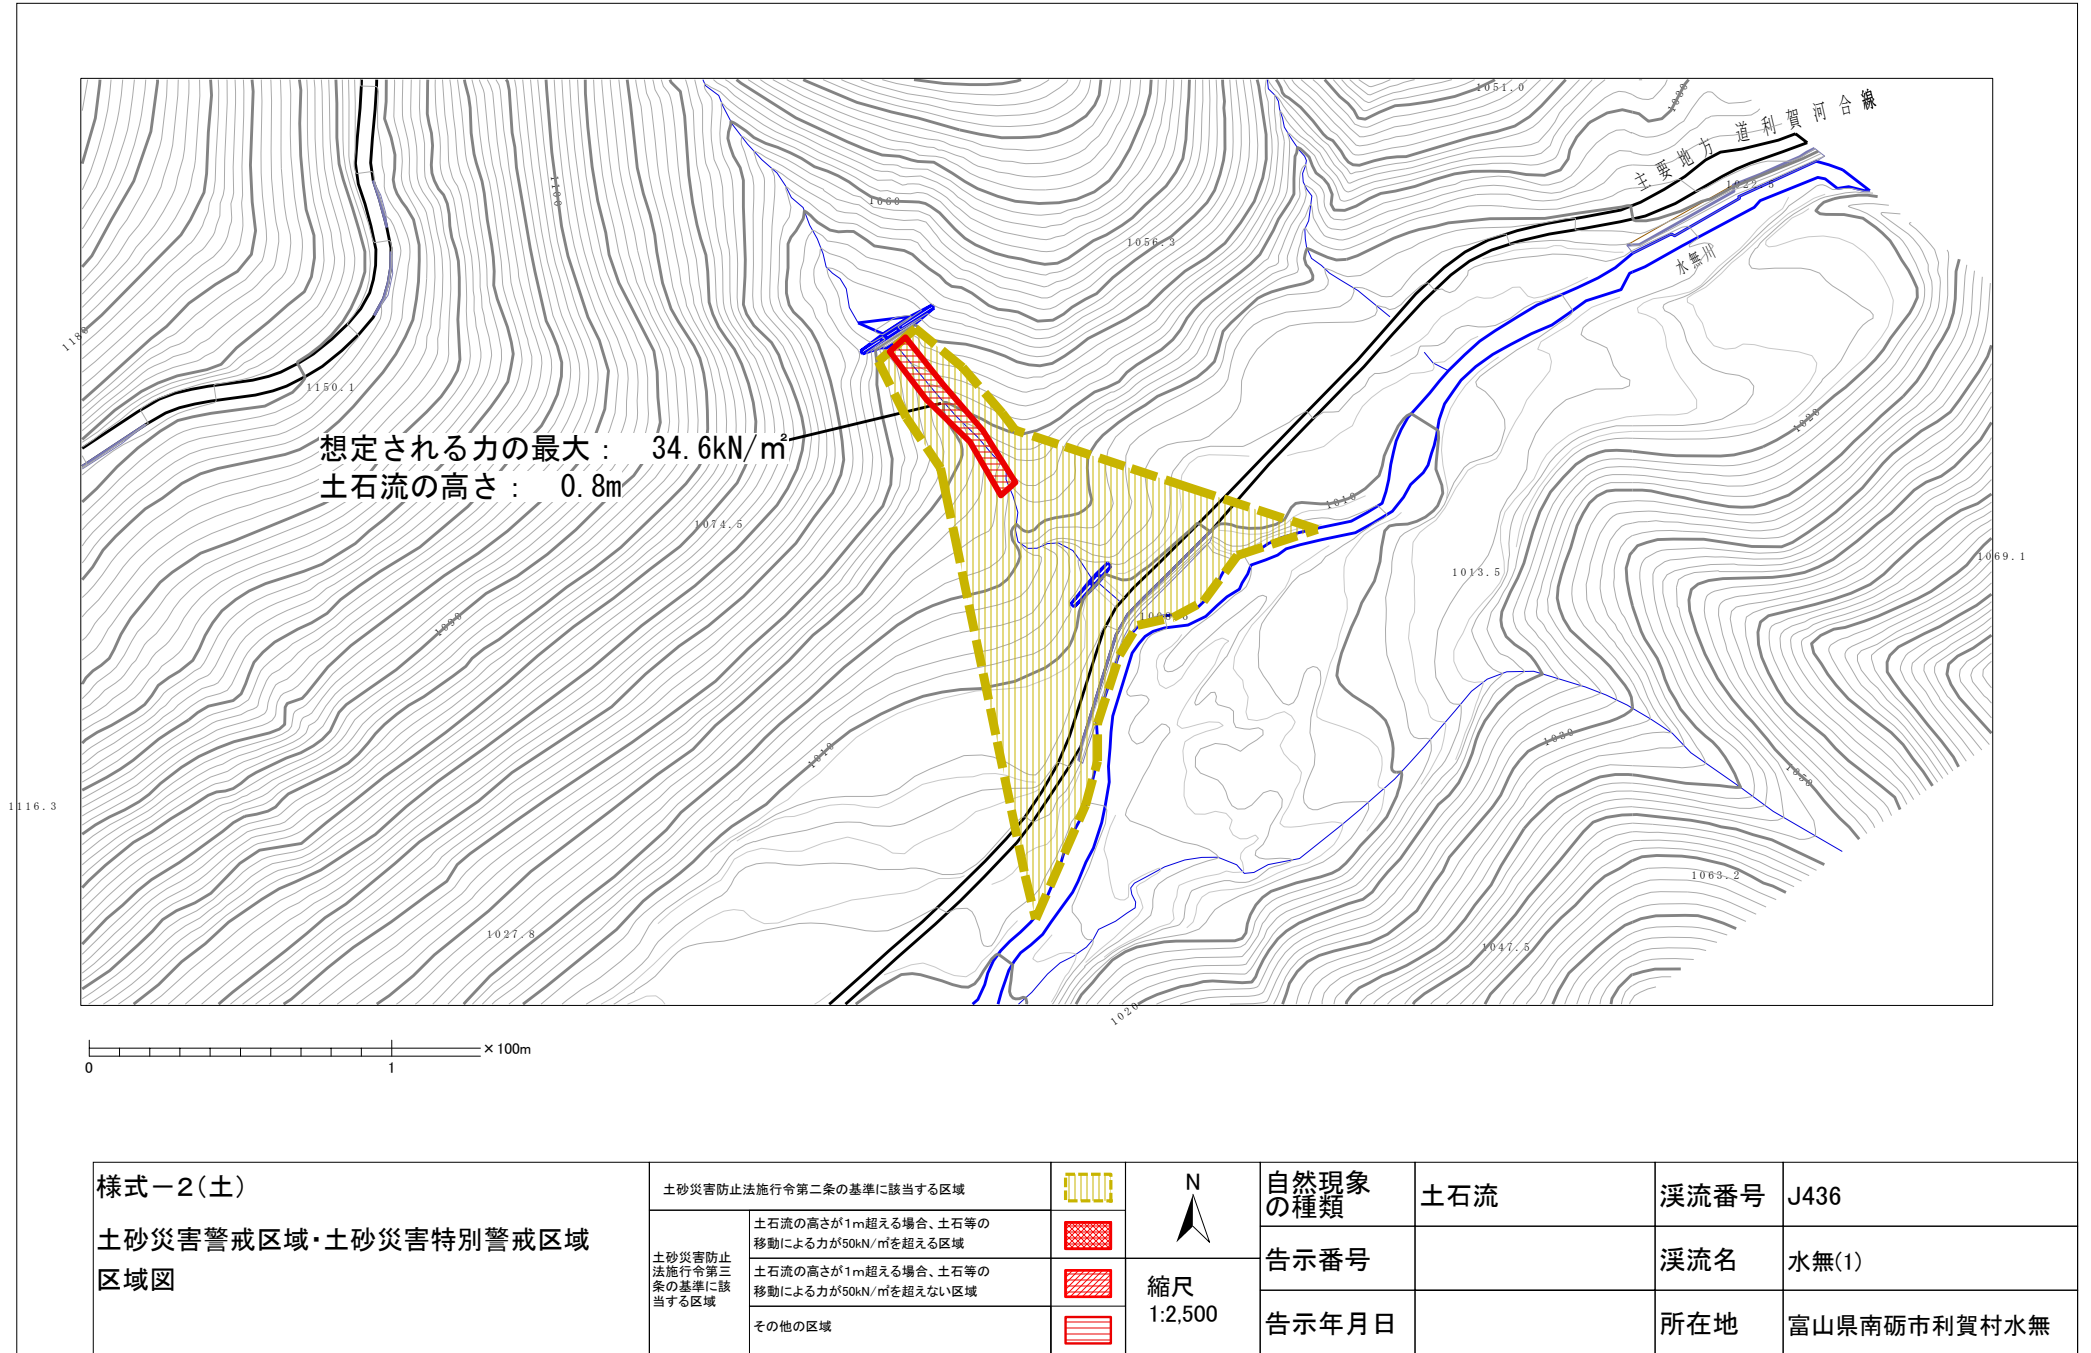 1051.0
1080
主要地方道利賀河合線
1022.5
1100
1060
1056.3
水無川
1180
1150.1
想定される力の最大： 34.6kN/㎡
土石流の高さ： 0.8m
1020
1010
1074.5
1069.1
1013.5
1090
1030
1010
1050
1116.3
1063.2
1027.8
1047.5
1020
×100m
0 1
様式－2(土)
土砂災害警戒区域・土砂災害特別警戒区域
区域図
土砂災害防止法施行令第二条の基準に該当する区域
土砂災害防止
法施行令第三
条の基準に該
当する区域
土石流の高さが1m超える場合、土石等の
移動による力が50kN/㎡を超える区域
土石流の高さが1m超える場合、土石等の
移動による力が50kN/㎡を超えない区域
その他の区域
N
縮尺
1:2,500
自然現象
の種類
土石流
渓流番号
J436
告示番号
渓流名
水無(1)
告示年月日
所在地
富山県南砺市利賀村水無